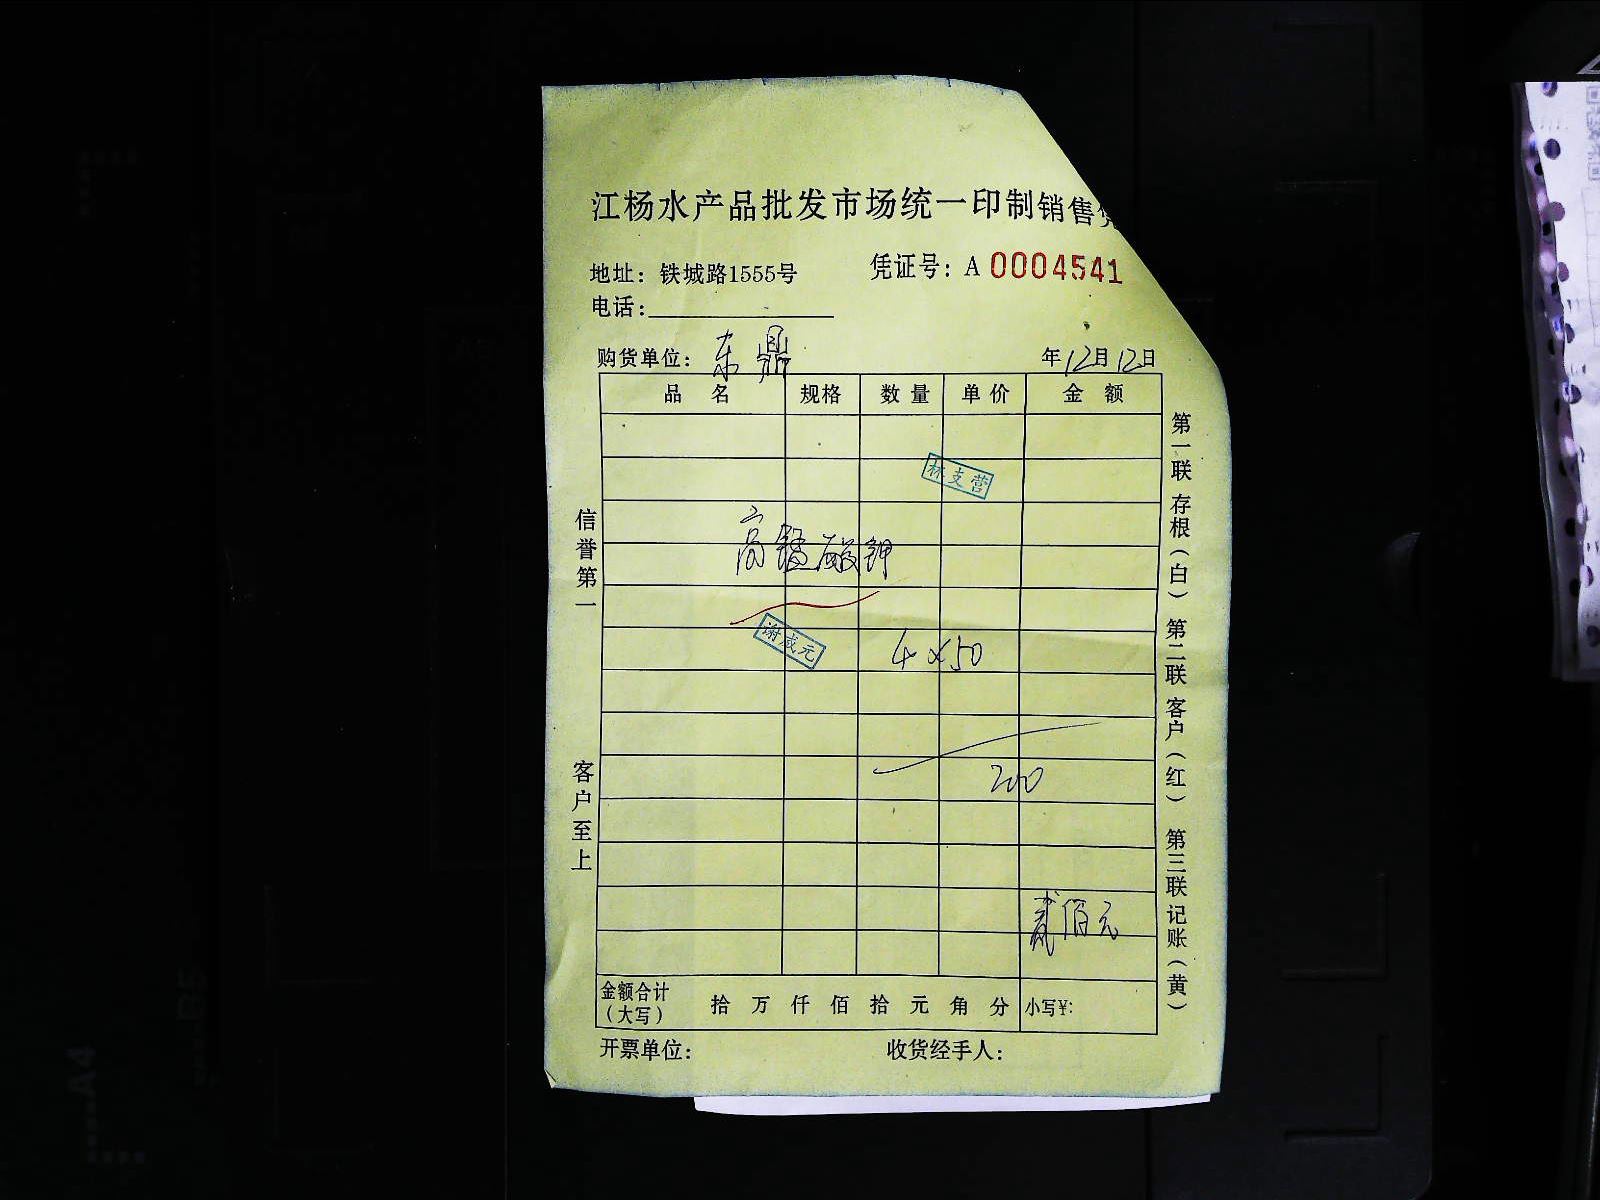 江杨水产品批发市场统一印制销售凭
地址：铁城路1555号 凭证号：A 0004541
电话：
购货单位：东鼎 年12月12日
品名 规格 数量 单价 金额
林支营
高锰酸钾
谢成元
4×50
200
贰佰元
金额合计（大写） 拾 万 仟 佰 拾 元 角 分 小写¥：
开票单位： 收货经手人：
信誉第一
客户至上
第一联存根（白） 第二联客户（红） 第三联记账（黄）